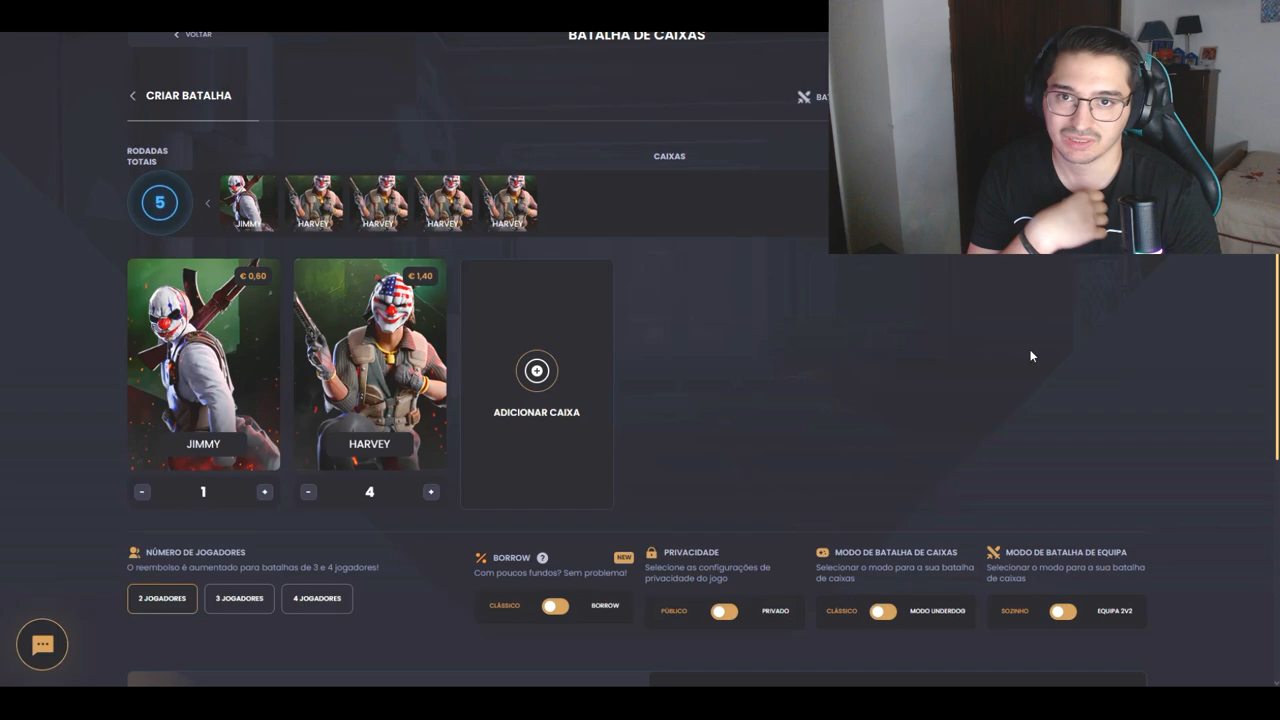 VOLTAR
BATALHA DE CAIXAS
CRIAR BATALHA
RODADAS
TOTAIS
CAIXAS
5
JIMMY
HARVEY
HARVEY
HARVEY
HARVEY
€ 0,60
€ 1,40
JIMMY
HARVEY
ADICIONAR CAIXA
- 1 +
- 4 +
NÚMERO DE JOGADORES
O reembolso é aumentado para batalhas de 3 e 4 jogadores!
2 JOGADORES
3 JOGADORES
4 JOGADORES
BORROW ?
NEW
Com poucos fundos? Sem problema!
CLÁSSICO
BORROW
PRIVACIDADE
Selecione as configurações de
privacidade do jogo
PÚBLICO
PRIVADO
MODO DE BATALHA DE CAIXAS
Selecionar o modo para a sua batalha
de caixas
CLÁSSICO
MODO UNDERDOG
MODO DE BATALHA DE EQUIPA
Selecionar o modo para a sua batalha
de caixas
SOZINHO
EQUIPA 2V2